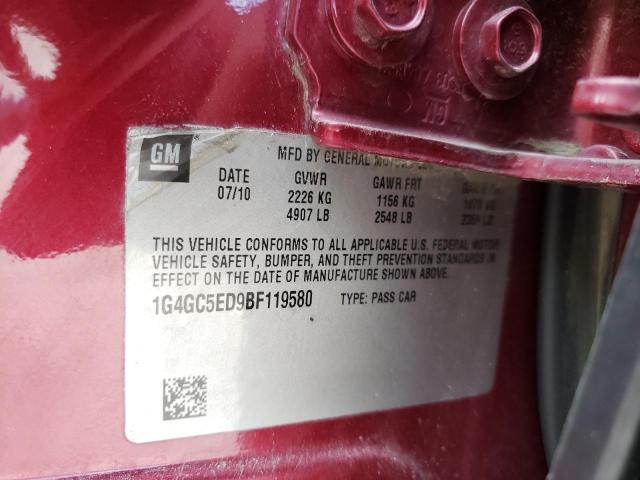 GM
MFD BY GENERAL MOTORS
DATE GVWR GAWR FRT
07/10 2226 KG 1156 KG
4907 LB 2548 LB LB
THIS VEHICLE CONFORMS TO ALL APPLICABLE U.S. FEDERAL MOTOR
VEHICLE SAFETY, BUMPER, AND THEFT PREVENTION STANDARDS IN
EFFECT ON THE DATE OF MANUFACTURE SHOWN ABOVE.
1G4GC5ED9BF119580 TYPE: PASS CAR